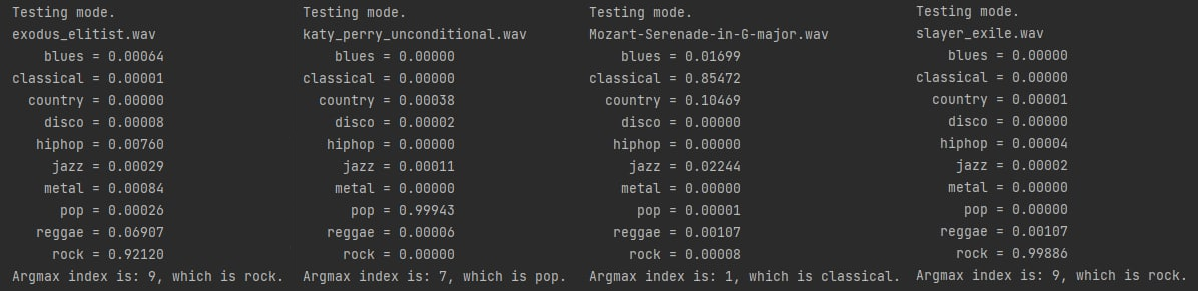 Testing mode.
exodus_elitist.wav
blues = 0.00064
classical = 0.00001
country = 0.00000
disco = 0.00008
hiphop = 0.00760
jazz = 0.00029
metal = 0.00084
pop = 0.00026
reggae = 0.06907
rock = 0.92120
Argmax index is: 9, which is rock.
Testing mode.
katy_perry_unconditional.wav
blues = 0.00000
classical = 0.00000
country = 0.00038
disco = 0.00002
hiphop = 0.00000
jazz = 0.00011
metal = 0.00000
pop = 0.99943
reggae = 0.00006
rock = 0.00000
Argmax index is: 7, which is pop.
Testing mode.
Mozart-Serenade-in-G-major.wav
blues = 0.01699
classical = 0.85472
country = 0.10469
disco = 0.00000
hiphop = 0.00000
jazz = 0.02244
metal = 0.00000
pop = 0.00001
reggae = 0.00107
rock = 0.00008
Argmax index is: 1, which is classical.
Testing mode.
slayer_exile.wav
blues = 0.00000
classical = 0.00000
country = 0.00001
disco = 0.00000
hiphop = 0.00004
jazz = 0.00002
metal = 0.00000
pop = 0.00000
reggae = 0.00107
rock = 0.99886
Argmax index is: 9, which is rock.